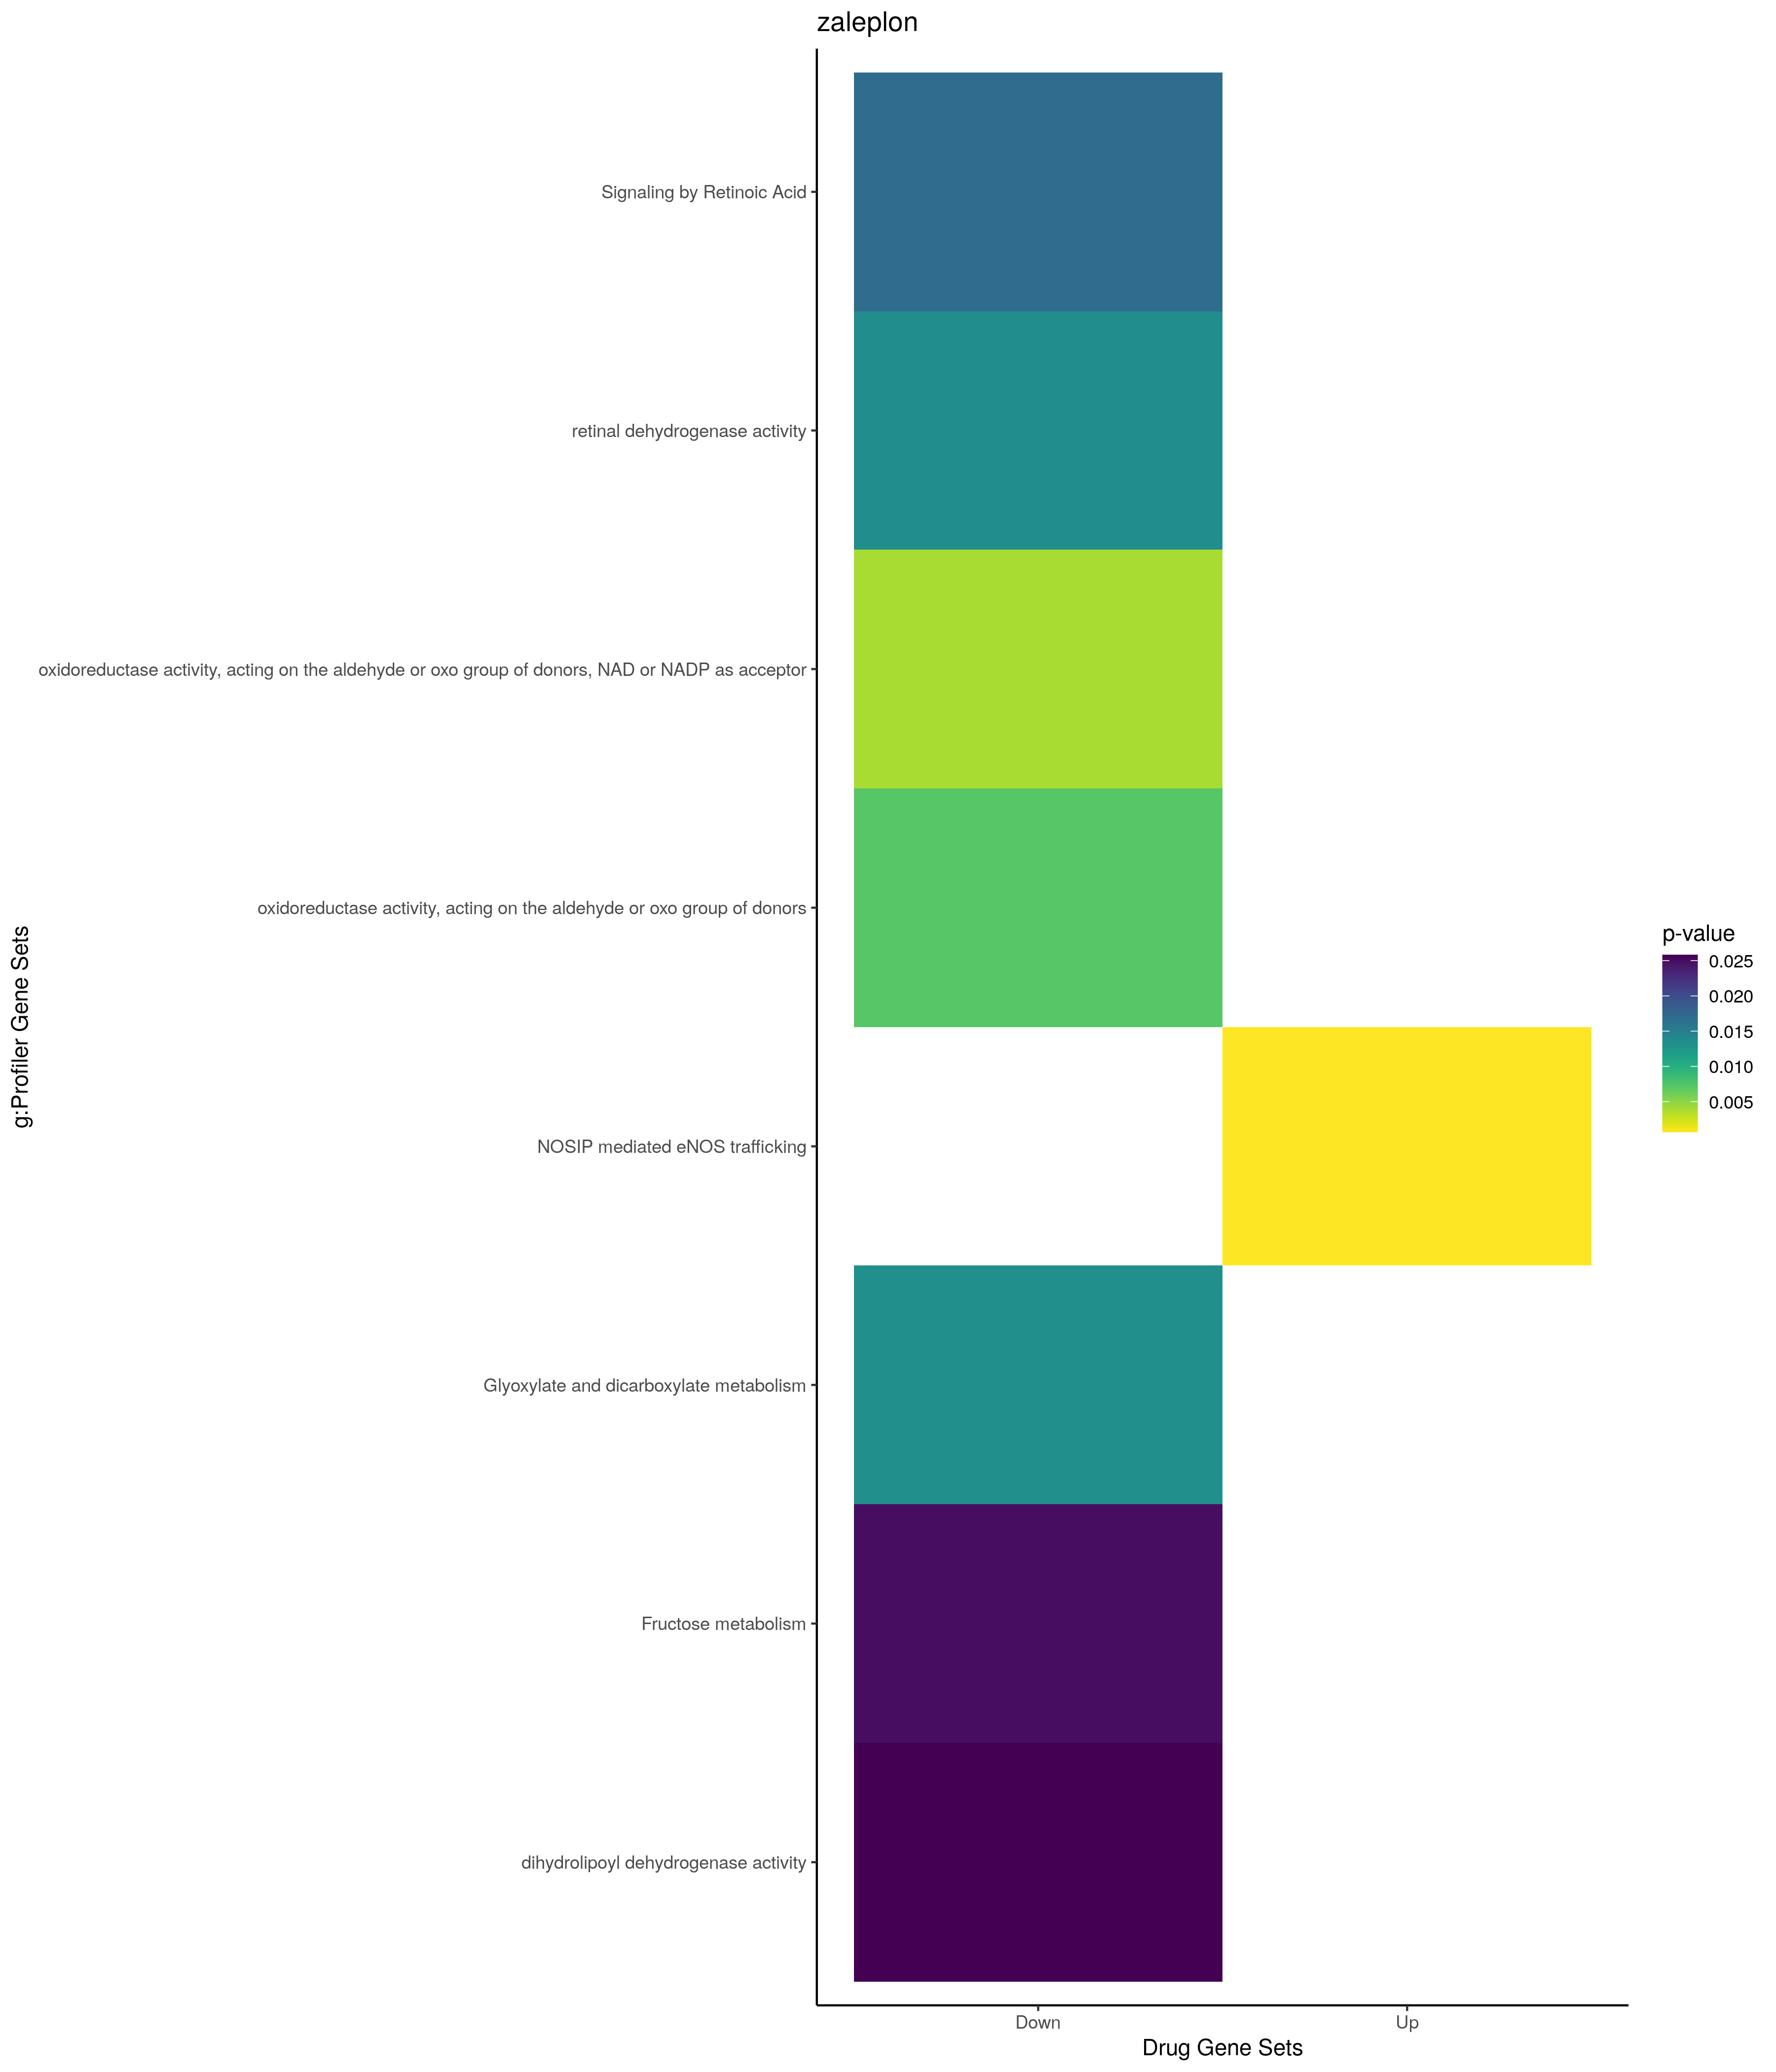 zaleplon
g:Profiler Gene Sets
Signaling by Retinoic Acid
retinal dehydrogenase activity
oxidoreductase activity, acting on the aldehyde or oxo group of donors, NAD or NADP as acceptor
oxidoreductase activity, acting on the aldehyde or oxo group of donors
NOSIP mediated eNOS trafficking
Glyoxylate and dicarboxylate metabolism
Fructose metabolism
dihydrolipoyl dehydrogenase activity
Down
Up
Drug Gene Sets
p-value
0.025
0.020
0.015
0.010
0.005